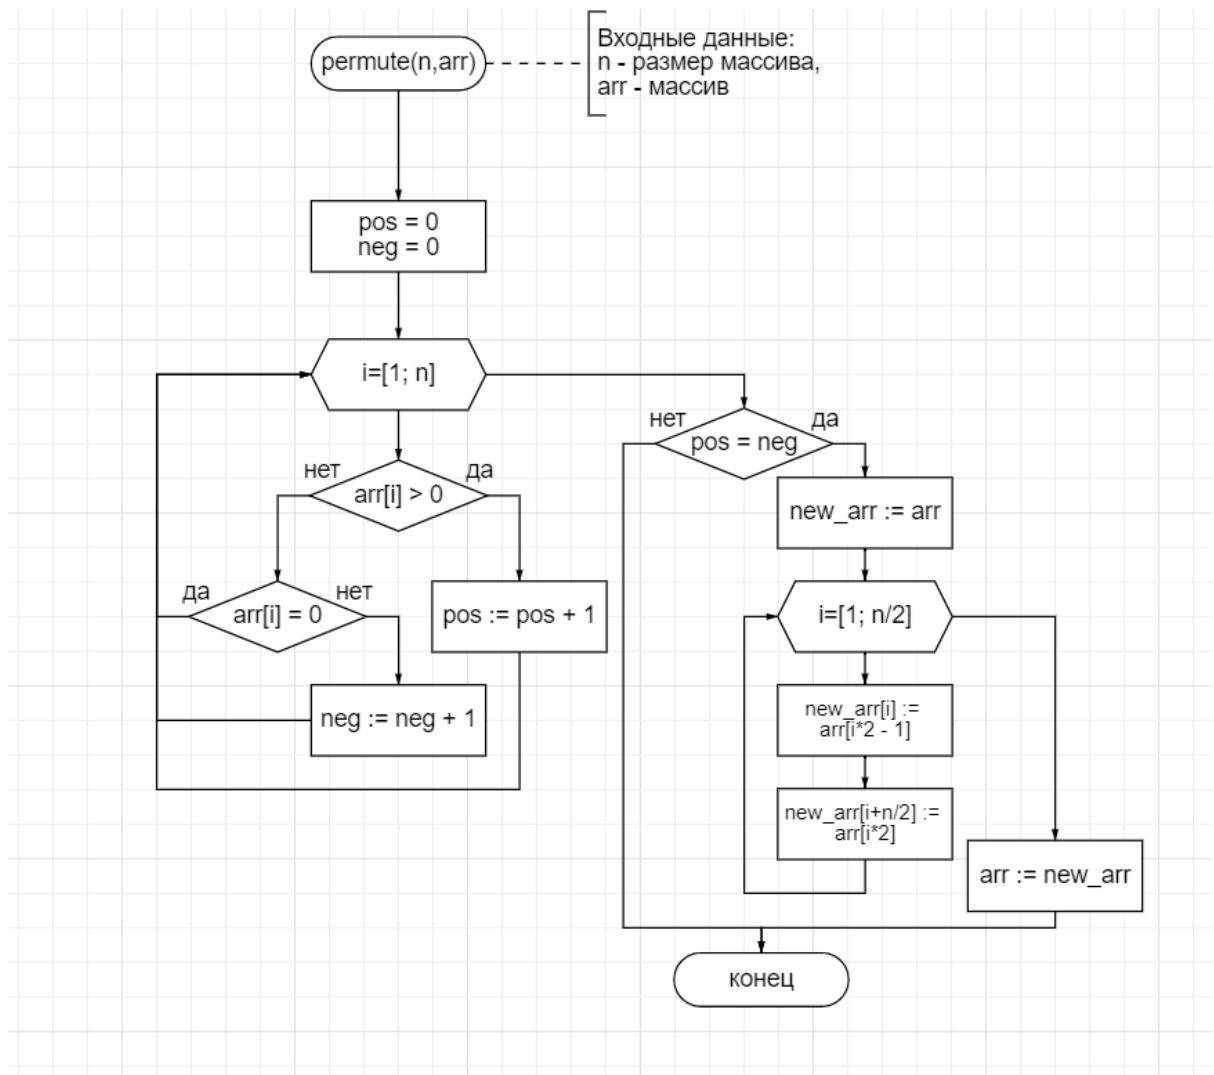 permute(n,arr)
Входные данные:
n - размер массива,
arr - массив
pos = 0
neg = 0
i=[1; n]
нет
да
arr[i] > 0
да
нет
arr[i] = 0
pos := pos + 1
neg := neg + 1
нет
да
pos = neg
new_arr := arr
i=[1; n/2]
new_arr[i] :=
arr[i*2 - 1]
new_arr[i+n/2] :=
arr[i*2]
arr := new_arr
конец